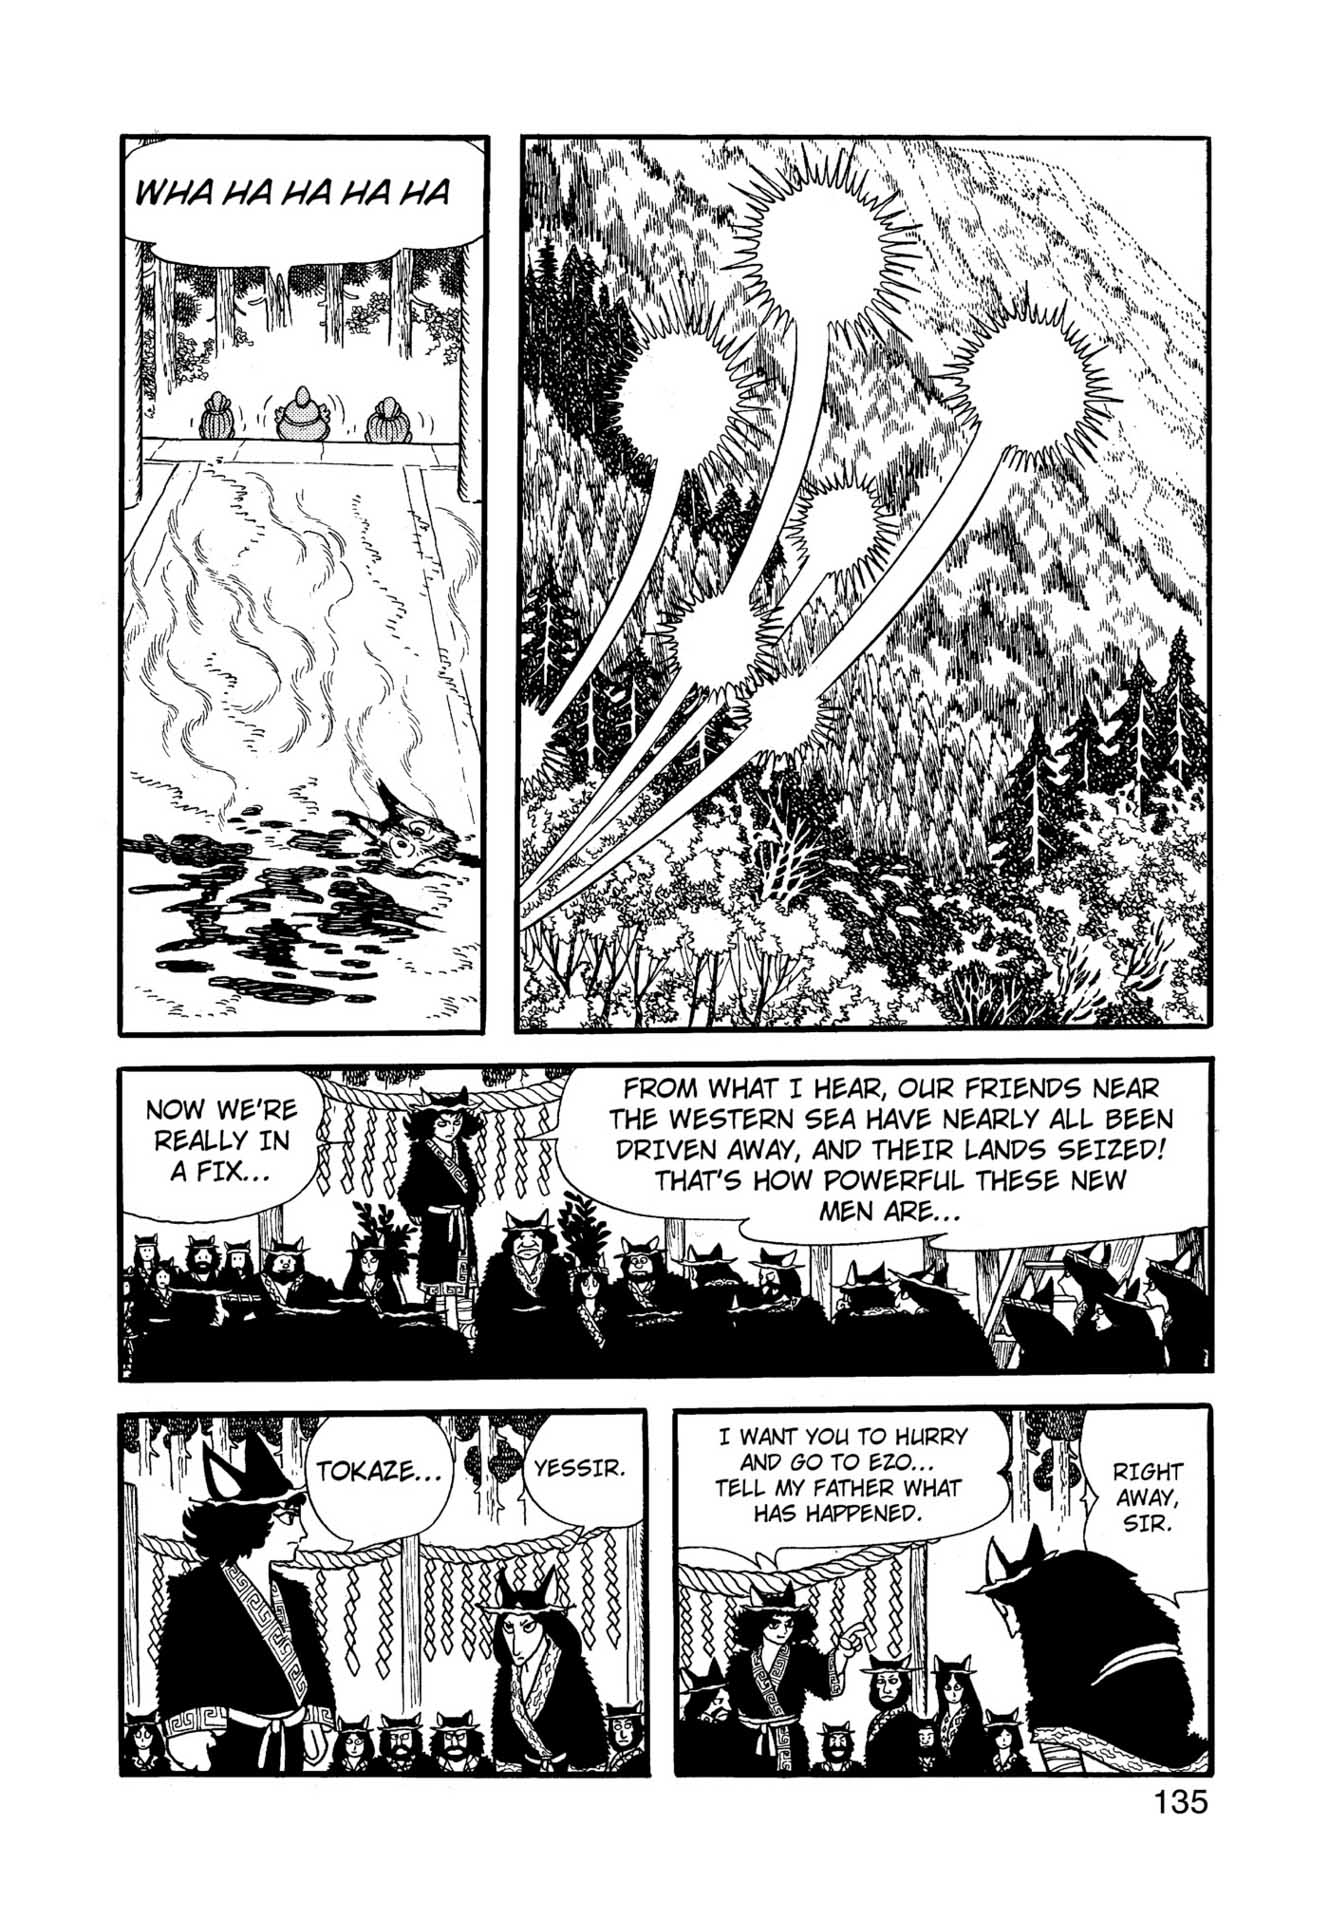 WHA HA HA HA HA
NOW WE'RE
REALLY IN
A FIX...
FROM WHAT I HEAR, OUR FRIENDS NEAR
THE WESTERN SEA HAVE NEARLY ALL BEEN
DRIVEN AWAY, AND THEIR LANDS SEIZED!
THAT'S HOW POWERFUL THESE NEW
MEN ARE...
TOKAZE...
YESSIR.
I WANT YOU TO HURRY
AND GO TO EZO...
TELL MY FATHER WHAT
HAS HAPPENED.
RIGHT
AWAY,
SIR.
135